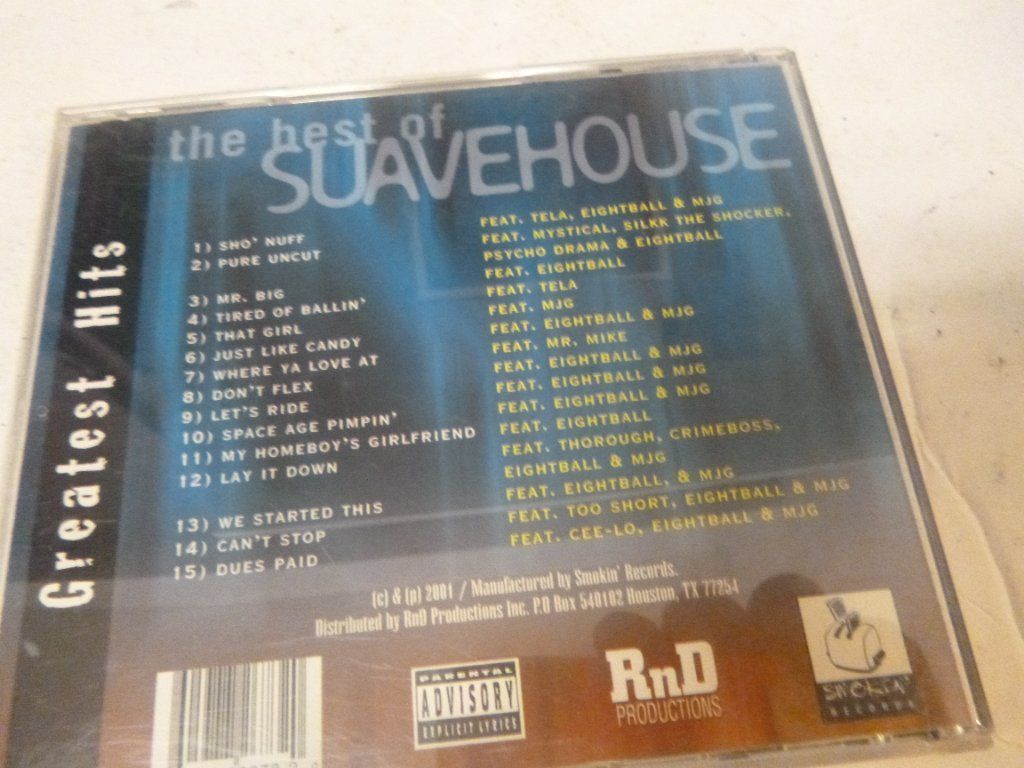 Greatest Hits
the best of
SUAVEHOUSE
1) SHO' NUFF FEAT. TELA, EIGHTBALL & MJG
2) PURE UNCUT FEAT. MYSTICAL, SILKK THE SHOCKER,
PSYCHO DRAMA & EIGHTBALL
3) MR. BIG FEAT. EIGHTBALL
4) TIRED OF BALLIN' FEAT. TELA
5) THAT GIRL FEAT. MJG
6) JUST LIKE CANDY FEAT. EIGHTBALL & MJG
7) WHERE YA LOVE AT FEAT. MR. MIKE
8) DON'T FLEX FEAT. EIGHTBALL & MJG
9) LET'S RIDE FEAT. EIGHTBALL & MJG
10) SPACE AGE PIMPIN' FEAT. EIGHTBALL & MJG
11) MY HOMEBOY'S GIRLFRIEND FEAT. EIGHTBALL
12) LAY IT DOWN FEAT. THOROUGH, CRIMEBOSS,
EIGHTBALL & MJG
13) WE STARTED THIS FEAT. EIGHTBALL, & MJG
14) CAN'T STOP FEAT. TOO SHORT, EIGHTBALL & MJG
15) DUES PAID FEAT. CEE-LO, EIGHTBALL & MJG
(c) & (p) 2001 / Manufactured by Smokin' Records.
Distributed by RnD Productions Inc. P.O Box 540102 Houston, TX 77254
PARENTAL
ADVISORY
EXPLICIT LYRICS
RnD
PRODUCTIONS
SMOKIN'
RECORDS